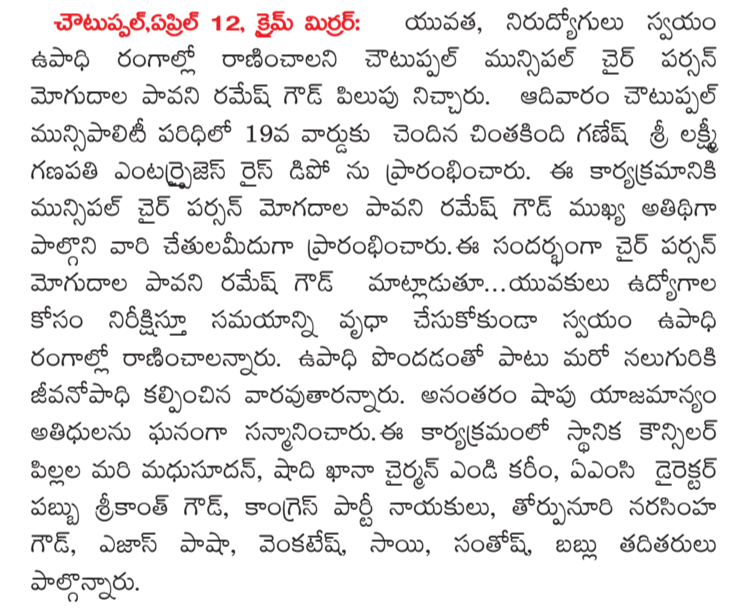 చౌటుప్పల్,ఏప్రిల్ 12, క్రైమ్ మిర్రర్: యువత, నిరుద్యోగులు స్వయం
ఉపాధి రంగాల్లో రాణించాలని చౌటుప్పల్ మున్సిపల్ చైర్ పర్సన్
మోగుదాల పావని రమేష్ గౌడ్ పిలుపు నిచ్చారు. ఆదివారం చౌటుప్పల్
మున్సిపాలిటీ పరిధిలో 19వ వార్డుకు చెందిన చింతకింది గణేష్ శ్రీ లక్ష్మీ
గణపతి ఎంటర్ప్రైజెస్ రైస్ డిపో ను ప్రారంభించారు. ఈ కార్యక్రమానికి
మున్సిపల్ చైర్ పర్సన్ మోగదాల పావని రమేష్ గౌడ్ ముఖ్య అతిథిగా
పాల్గొని వారి చేతులమీదుగా ప్రారంభించారు.ఈ సందర్భంగా చైర్ పర్సన్
మోగుదాల పావని రమేష్ గౌడ్ మాట్లాడుతూ...యువకులు ఉద్యోగాల
కోసం నిరీక్షిస్తూ సమయాన్ని వృధా చేసుకోకుండా స్వయం ఉపాధి
రంగాల్లో రాణించాలన్నారు. ఉపాధి పొందడంతో పాటు మరో నలుగురికి
జీవనోపాధి కల్పించిన వారవుతారన్నారు. అనంతరం షాపు యాజమాన్యం
అతిధులను ఘనంగా సన్మానించారు.ఈ కార్యక్రమంలో స్థానిక కౌన్సిలర్
పిల్లల మరి మధుసూదన్, షాది ఖానా చైర్మన్ ఎండి కరీం, ఏఎంసి డైరెక్టర్
పబ్బు శ్రీకాంత్ గౌడ్, కాంగ్రెస్ పార్టీ నాయకులు, తోర్పునూరి నరసింహ
గౌడ్, ఎజాస్ పాషా, వెంకటేష్, సాయి, సంతోష్, బబ్లు తదితరులు
పాల్గొన్నారు.